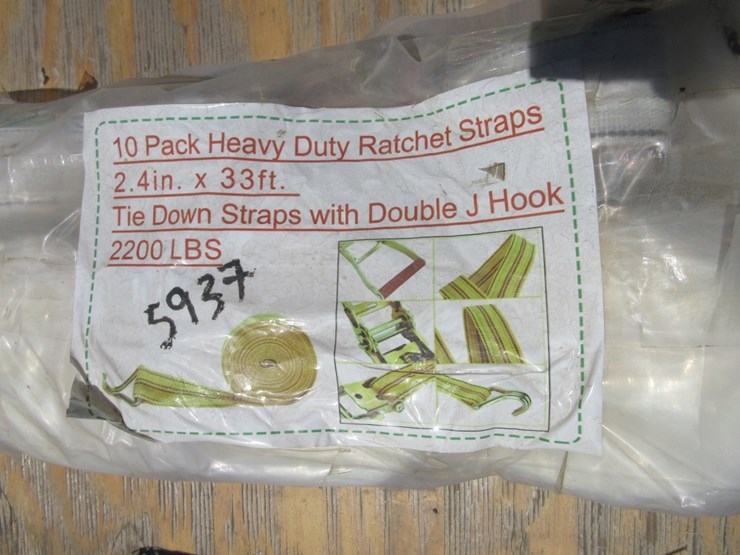 10 Pack Heavy Duty Ratchet Straps
2.4in. x 33ft.
Tie Down Straps with Double J Hook
2200 LBS
5937